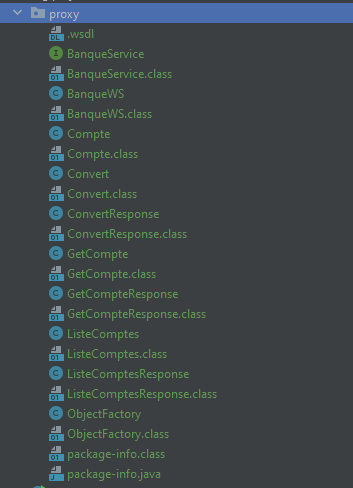 proxy
.wsdl
BanqueService
BanqueService.class
BanqueWS
BanqueWS.class
Compte
Compte.class
Convert
Convert.class
ConvertResponse
ConvertResponse.class
GetCompte
GetCompte.class
GetCompteResponse
GetCompteResponse.class
ListeComptes
ListeComptes.class
ListeComptesResponse
ListeComptesResponse.class
ObjectFactory
ObjectFactory.class
package-info.class
package-info.java